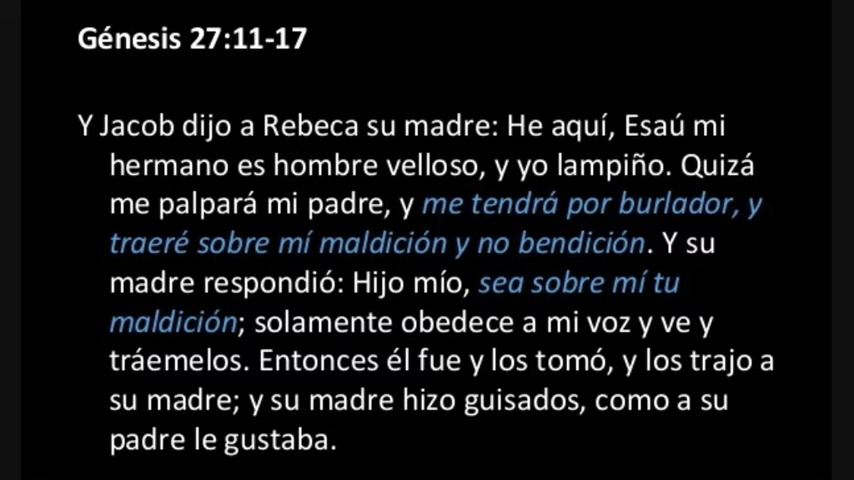 Génesis 27:11-17
Y Jacob dijo a Rebeca su madre: He aquí, Esaú mi
hermano es hombre velloso, y yo lampiño. Quizá
me palpará mi padre, y me tendrá por burlador, y
traeré sobre mí maldición y no bendición. Y su
madre respondió: Hijo mío, sea sobre mí tu
maldición; solamente obedece a mi voz y ve y
tráemelos. Entonces él fue y los tomó, y los trajo a
su madre; y su madre hizo guisados, como a su
padre le gustaba.